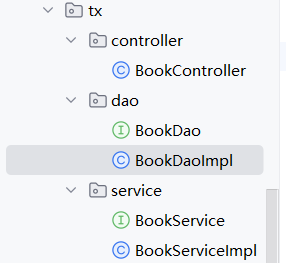 tx
controller
C BookController
dao
I BookDao
C BookDaoImpl
service
I BookService
C BookServiceImpl